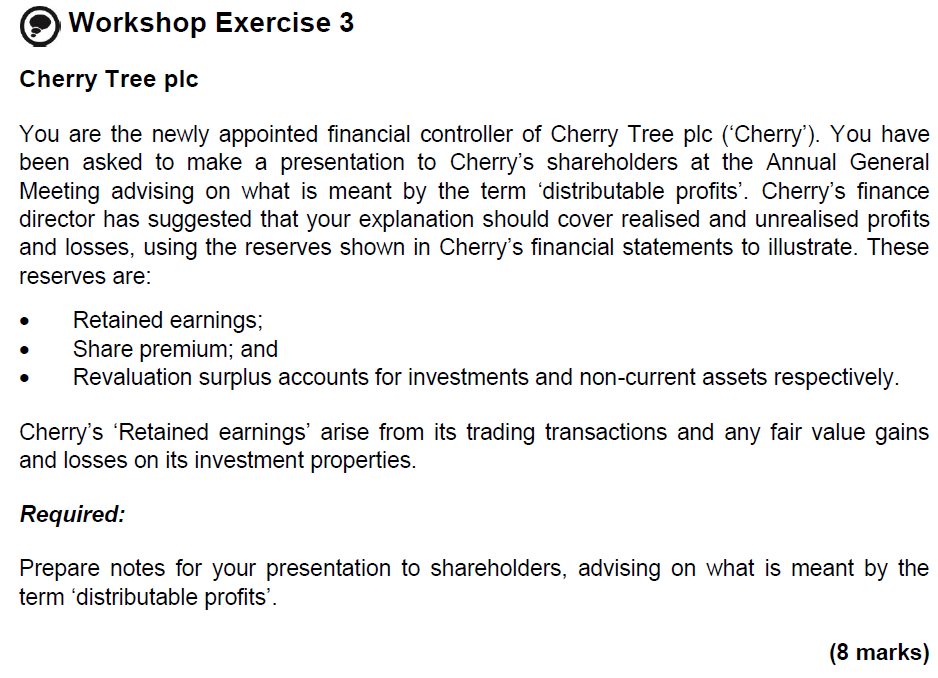 Workshop Exercise 3
Cherry Tree plc
You are the newly appointed financial controller of Cherry Tree plc (‘Cherry’). You have
been asked to make a presentation to Cherry’s shareholders at the Annual General
Meeting advising on what is meant by the term ‘distributable profits’. Cherry’s finance
director has suggested that your explanation should cover realised and unrealised profits
and losses, using the reserves shown in Cherry’s financial statements to illustrate. These
reserves are:
• Retained earnings;
• Share premium; and
• Revaluation surplus accounts for investments and non-current assets respectively.
Cherry’s ‘Retained earnings’ arise from its trading transactions and any fair value gains
and losses on its investment properties.
Required:
Prepare notes for your presentation to shareholders, advising on what is meant by the
term ‘distributable profits’.
(8 marks)